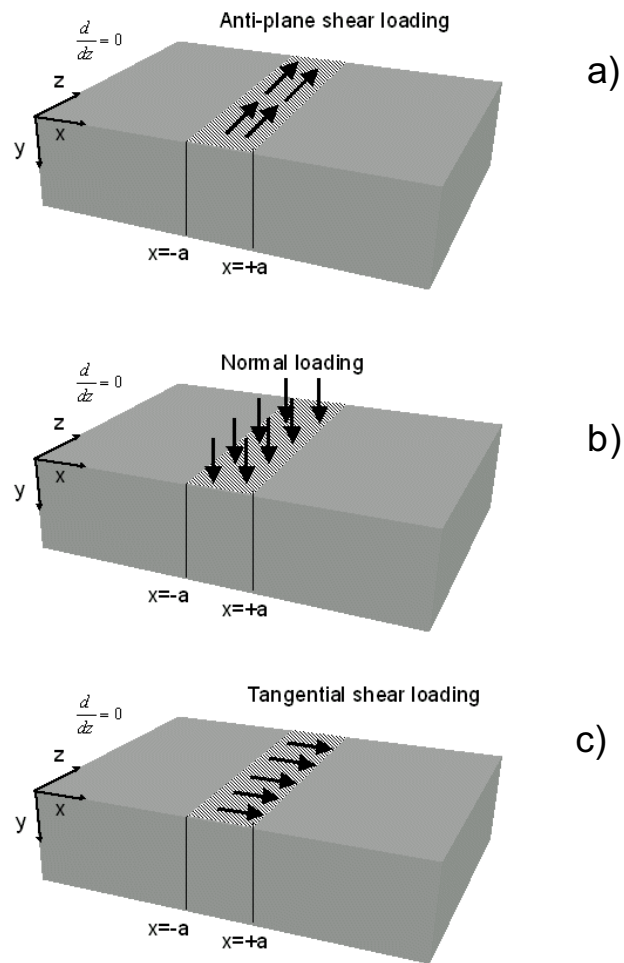 Anti-plane shear loading
d/dz = 0
a)
z
x
y
x=-a
x=+a
Normal loading
d/dz = 0
b)
z
x
y
x=-a
x=+a
Tangential shear loading
d/dz = 0
c)
z
x
y
x=-a
x=+a